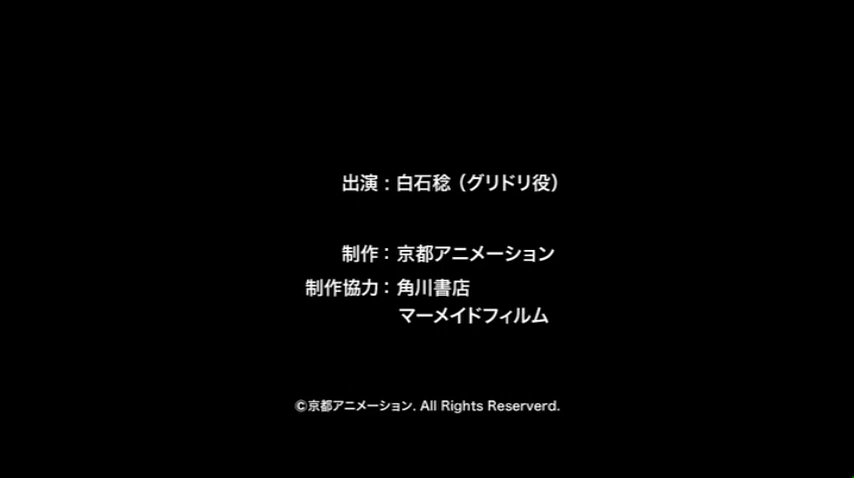 出演：白石稔（グリドリ役）
制作：京都アニメーション
制作協力：角川書店
マーメイドフィルム
©京都アニメーション. All Rights Reserverd.